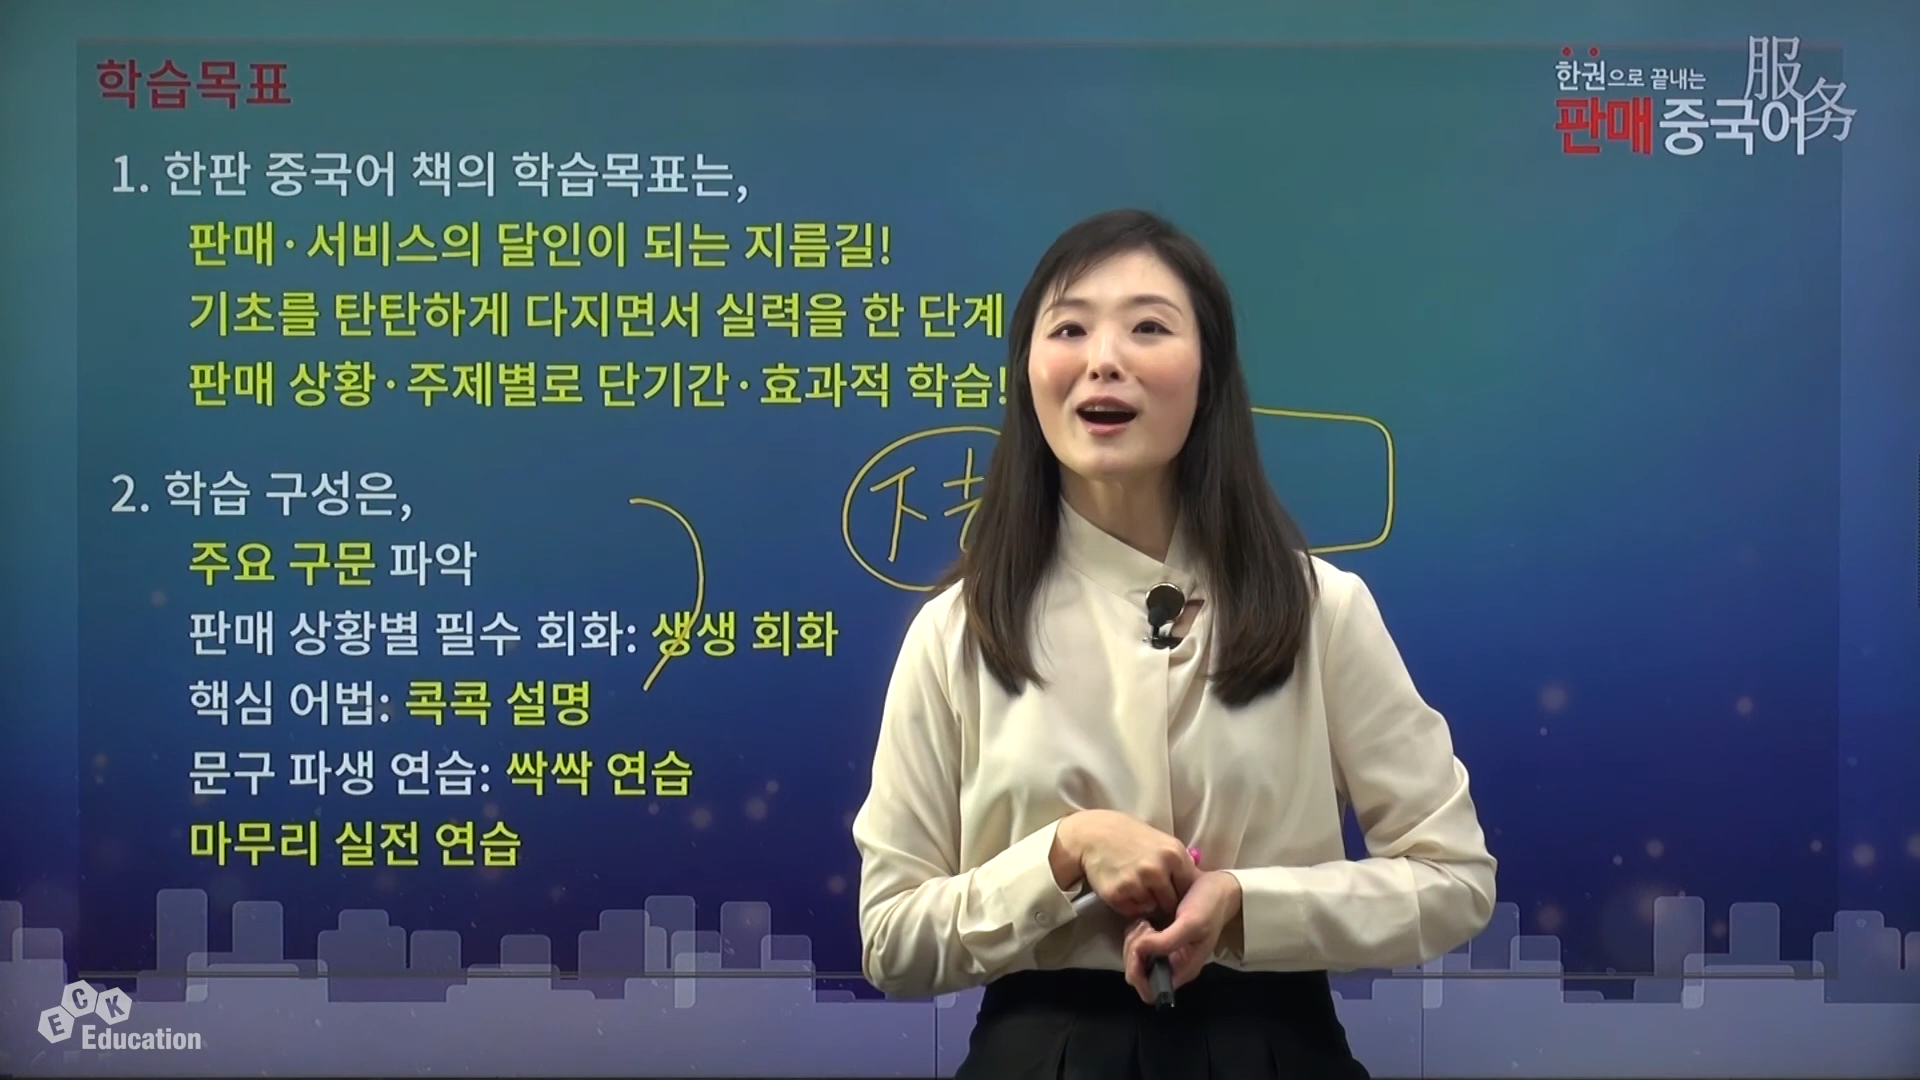 학습목표
한권으로 끝내는
판매중국어
服务
1. 한판 중국어 책의 학습목표는,
판매·서비스의 달인이 되는 지름길!
기초를 탄탄하게 다지면서 실력을 한 단계
판매 상황·주제별로 단기간·효과적 학습!
2. 학습 구성은,
주요 구문 파악
판매 상황별 필수 회화: 생생 회화
핵심 어법: 콕콕 설명
문구 파생 연습: 싹싹 연습
마무리 실전 연습
ECK
Education